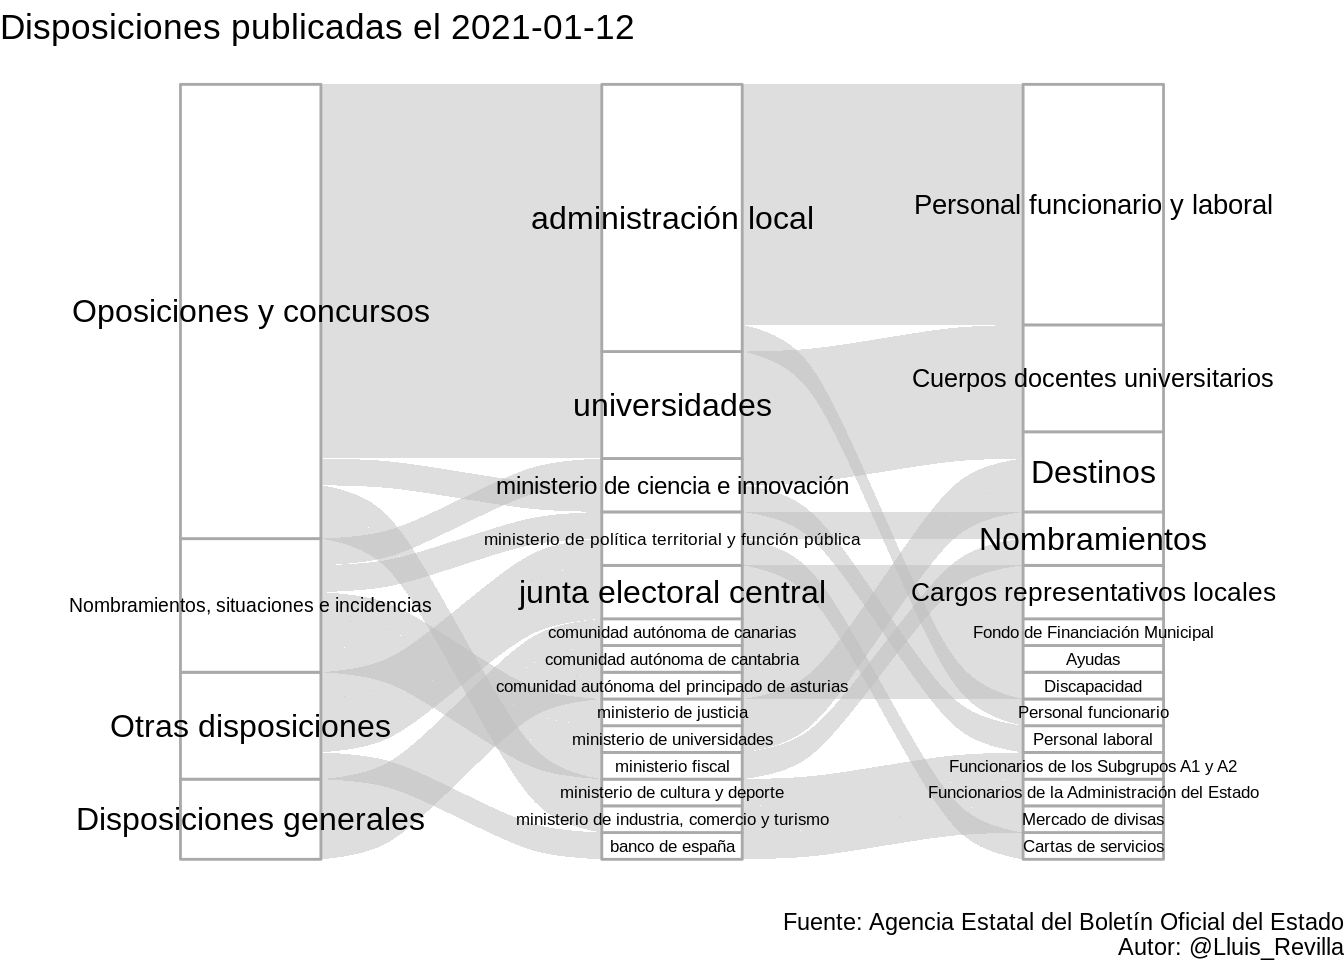 Disposiciones publicadas el 2021-01-12
Oposiciones y concursos
Nombramientos, situaciones e incidencias
Otras disposiciones
Disposiciones generales
administración local
universidades
ministerio de ciencia e innovación
ministerio de política territorial y función pública
junta electoral central
comunidad autónoma de canarias
comunidad autónoma de cantabria
comunidad autónoma del principado de asturias
ministerio de justicia
ministerio de universidades
ministerio fiscal
ministerio de cultura y deporte
ministerio de industria, comercio y turismo
banco de españa
Personal funcionario y laboral
Cuerpos docentes universitarios
Destinos
Nombramientos
Cargos representativos locales
Fondo de Financiación Municipal
Ayudas
Discapacidad
Personal funcionario
Personal laboral
Funcionarios de los Subgrupos A1 y A2
Funcionarios de la Administración del Estado
Mercado de divisas
Cartas de servicios
Fuente: Agencia Estatal del Boletín Oficial del Estado
Autor: @Lluis_Revilla